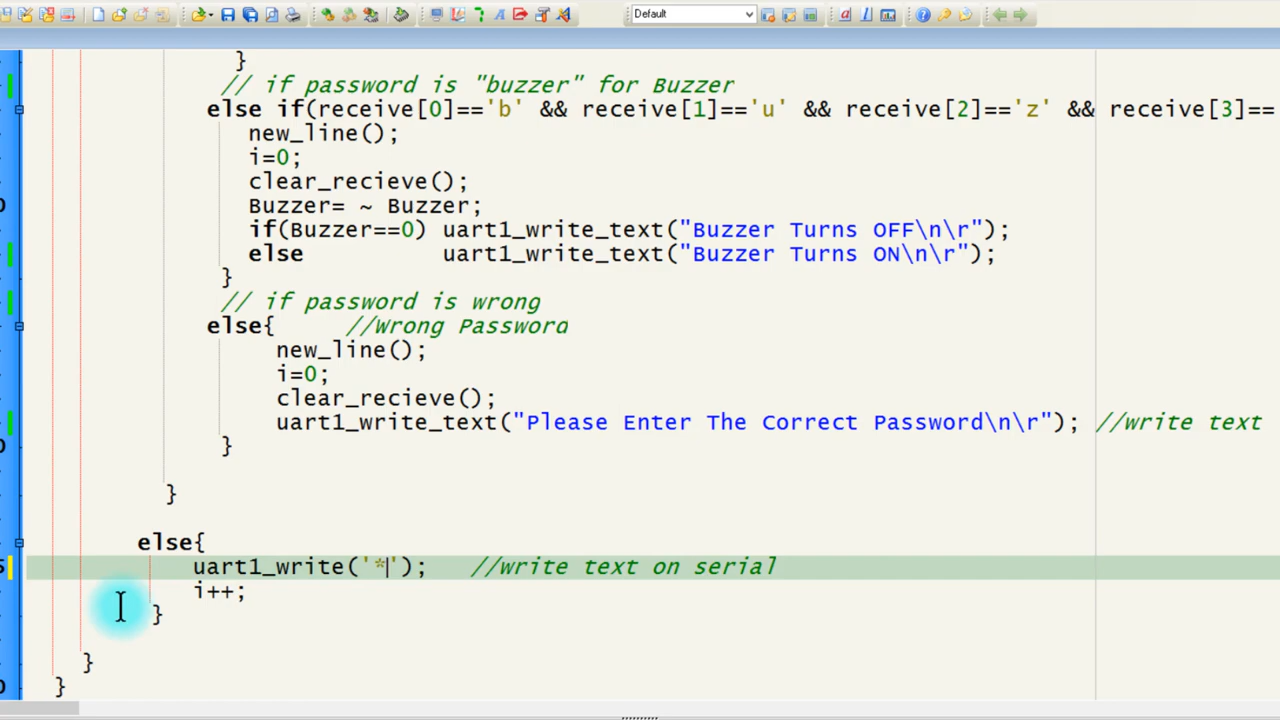 Default
}
// if password is "buzzer" for Buzzer
else if(receive[0]=='b' && receive[1]=='u' && receive[2]=='z' && receive[3]==
new_line();
i=0;
clear_recieve();
Buzzer= ~ Buzzer;
if(Buzzer==0) uart1_write_text("Buzzer Turns OFF\n\r");
else uart1_write_text("Buzzer Turns ON\n\r");
}
// if password is wrong
else{ //Wrong Password
new_line();
i=0;
clear_recieve();
uart1_write_text("Please Enter The Correct Password\n\r"); //write text
}
}
else{
uart1_write('*'); //write text on serial
i++;
}
}
}